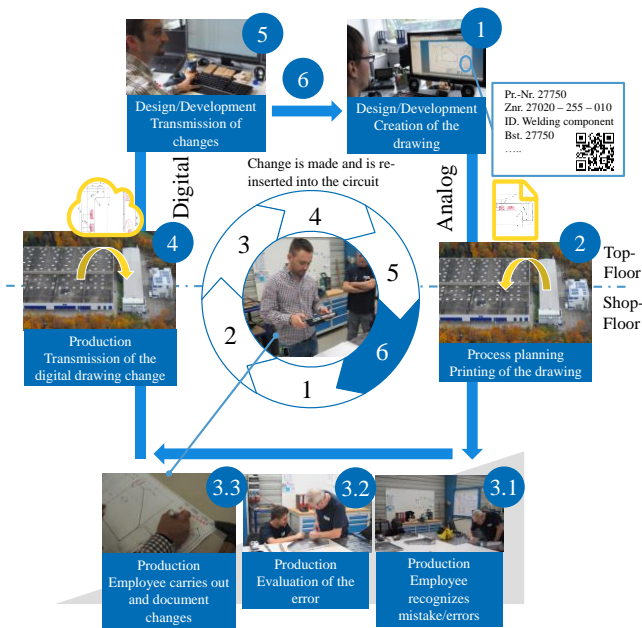 5
6
1
Design/Development
Transmission of
changes
Design/Development
Creation of the
drawing
Pr.-Nr. 27750
Znr. 27020 – 255 – 010
ID. Welding component
Bst. 27750
…..
Digital
Analog
Change is made and is re-
inserted into the circuit
4
2
Top-
Floor
Shop-
Floor
Production
Transmission of the
digital drawing change
Process planning
Printing of the drawing
4
3
5
2
6
1
3.3
3.2
3.1
Production
Employee carries out
and document
changes
Production
Evaluation of the
error
Production
Employee
recognizes
mistake/errors